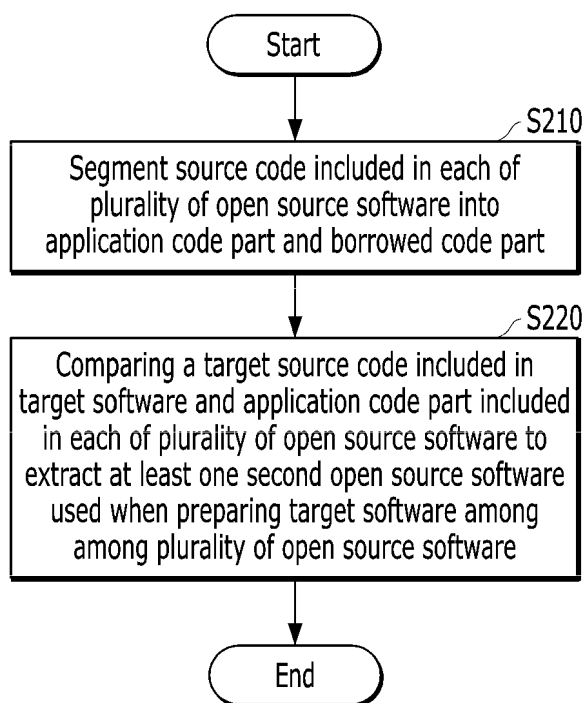 Start
S210
Segment source code included in each of
plurality of open source software into
application code part and borrowed code part
S220
Comparing a target source code included in
target software and application code part included
in each of plurality of open source software to
extract at least one second open source software
used when preparing target software among
among plurality of open source software
End